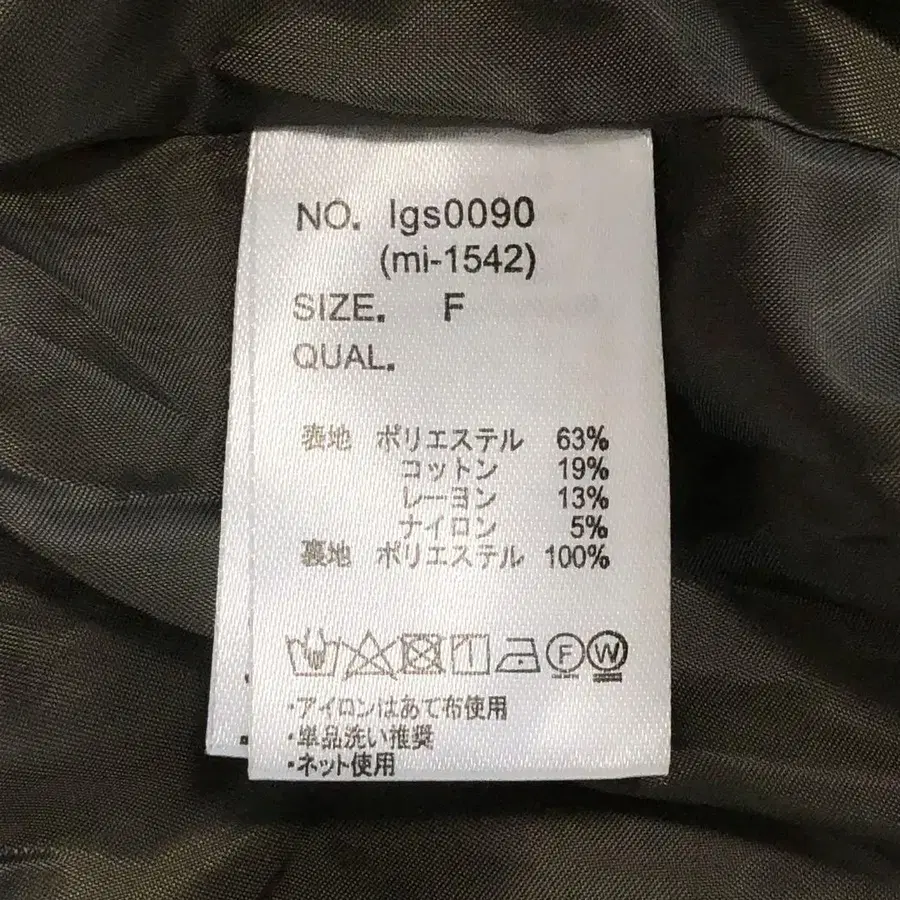 NO. lgs0090
(mi-1542)
SIZE. F
QUAL.
表地 ポリエステル 63%
コットン 19%
レーヨン 13%
ナイロン 5%
裏地 ポリエステル 100%
F W
・アイロンはあて布使用
・単品洗い推奨
・ネット使用